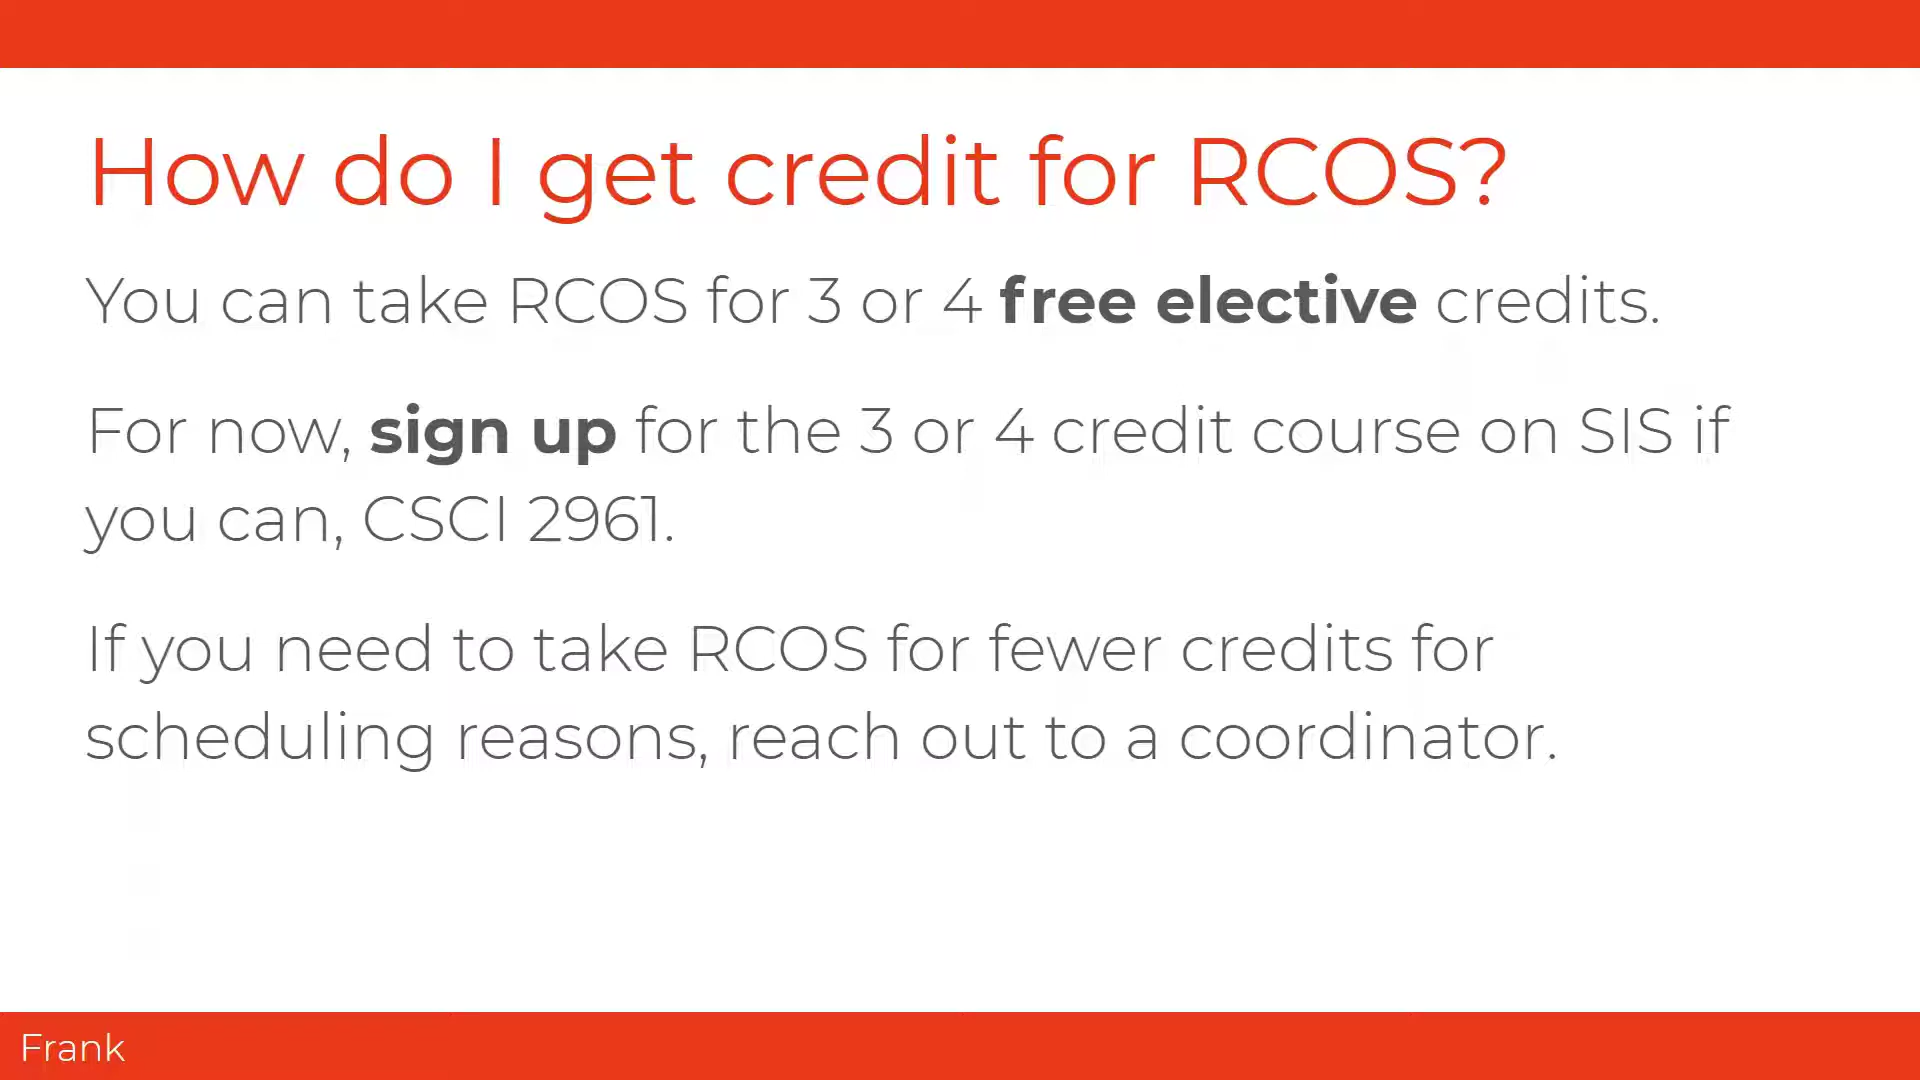 How do I get credit for RCOS?
You can take RCOS for 3 or 4 free elective credits.
For now, sign up for the 3 or 4 credit course on SIS if
you can, CSCI 2961.
If you need to take RCOS for fewer credits for
scheduling reasons, reach out to a coordinator.
Frank